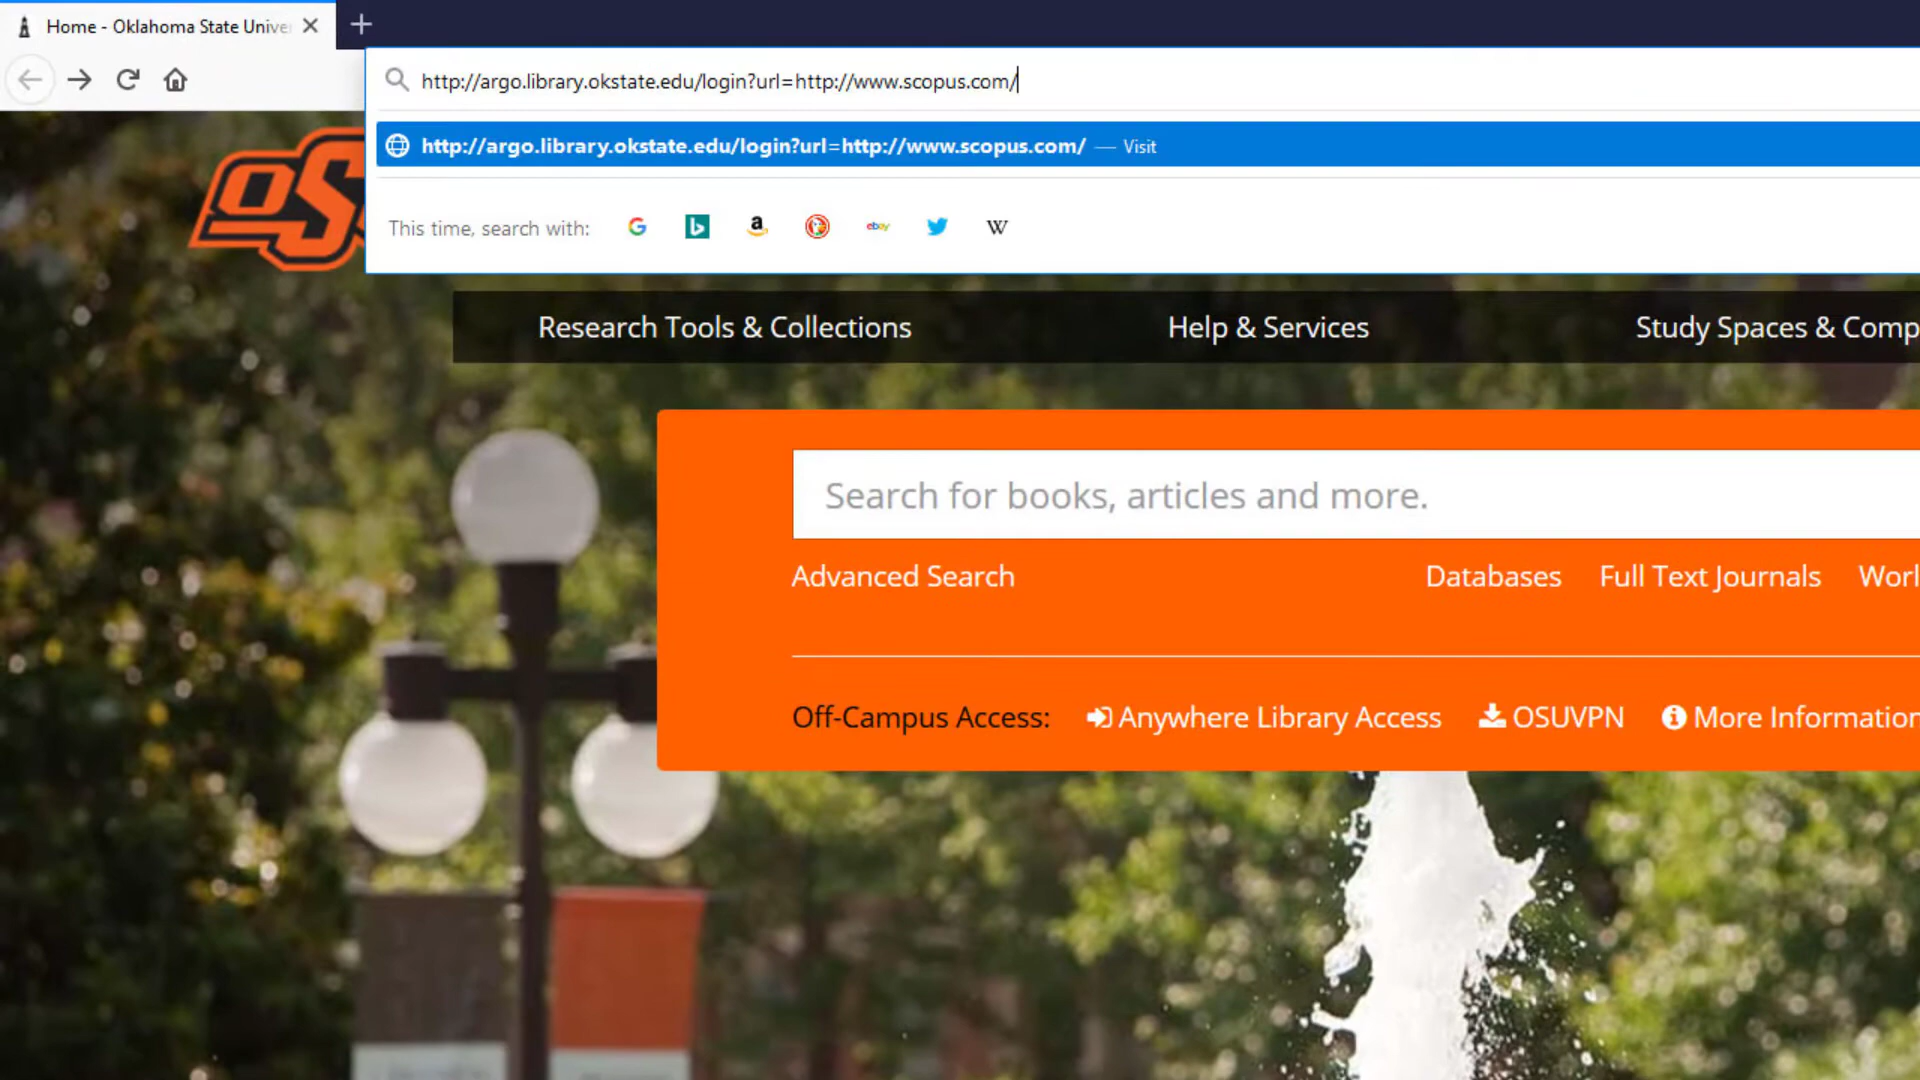 Home - Oklahoma State Unive
http://argo.library.okstate.edu/login?url=http://www.scopus.com/
http://argo.library.okstate.edu/login?url=http://www.scopus.com/ — Visit
This time, search with: G b a ebay W
OS
Research Tools & Collections Help & Services Study Spaces & Comp
Search for books, articles and more.
Advanced Search Databases Full Text Journals Worl
Off-Campus Access: Anywhere Library Access OSUVPN More Information